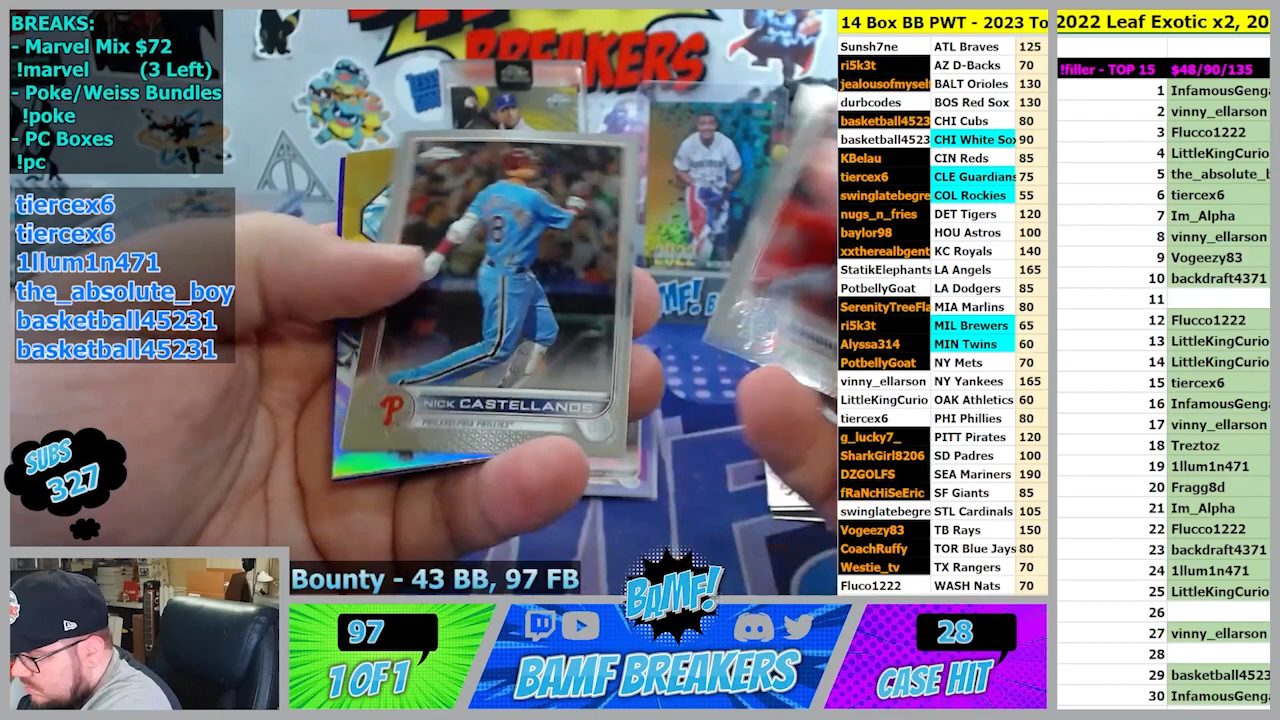 BREAKS:
- Marvel Mix $72
!marvel (3 Left)
- Poke/Weiss Bundles
!poke
- PC Boxes
!pc
tiercex6
tiercex6
1llum1n471
the_absolute_boy
basketball45231
basketball45231
SUBS
327
BREAKERS
NICK CASTELLANOS
PHILADELPHIA PHILLIES
8
P
Bounty - 43 BB, 97 FB
97
1 OF 1
BAMF!
BAMF BREAKERS
28
CASE HIT
14 Box BB PWT - 2023 To
Sunsh7ne ATL Braves 125
ri5k3t AZ D-Backs 70
jealousofmysel BALT Orioles 130
durbcodes BOS Red Sox 130
basketball4523 CHI Cubs 80
basketball4523 CHI White Sox 90
KBelau CIN Reds 85
tiercex6 CLE Guardians 75
swinglatebegre COL Rockies 55
nugs_n_fries DET Tigers 120
baylor98 HOU Astros 100
xxtherealbgent KC Royals 140
StatikElephants LA Angels 165
PotbellyGoat LA Dodgers 85
SerenityTreeFla MIA Marlins 80
ri5k3t MIL Brewers 65
Alyssa314 MIN Twins 60
PotbellyGoat NY Mets 70
vinny_ellarson NY Yankees 165
LittleKingCurio OAK Athletics 60
tiercex6 PHI Phillies 80
g_lucky7_ PITT Pirates 120
SharkGirl8206 SD Padres 100
DZGOLFS SEA Mariners 190
fRaNcHiSeEric SF Giants 85
swinglatebegre STL Cardinals 105
Vogeezy83 TB Rays 150
CoachRuffy TOR Blue Jays 80
Westie_tv TX Rangers 70
Fluco1222 WASH Nats 70
2022 Leaf Exotic x2, 20
!filler - TOP 15 $48/90/135
1 InfamousGenga
2 vinny_ellarson
3 Flucco1222
4 LittleKingCurio
5 the_absolute_b
6 tiercex6
7 Im_Alpha
8 vinny_ellarson
9 Vogeezy83
10 backdraft4371
11
12 Flucco1222
13 LittleKingCurio
14 LittleKingCurio
15 tiercex6
16 InfamousGenga
17 vinny_ellarson
18 Treztoz
19 1llum1n471
20 Fragg8d
21 Im_Alpha
22 Flucco1222
23 backdraft4371
24 1llum1n471
25 LittleKingCurio
26
27 vinny_ellarson
28
29 basketball4523
30 InfamousGenga